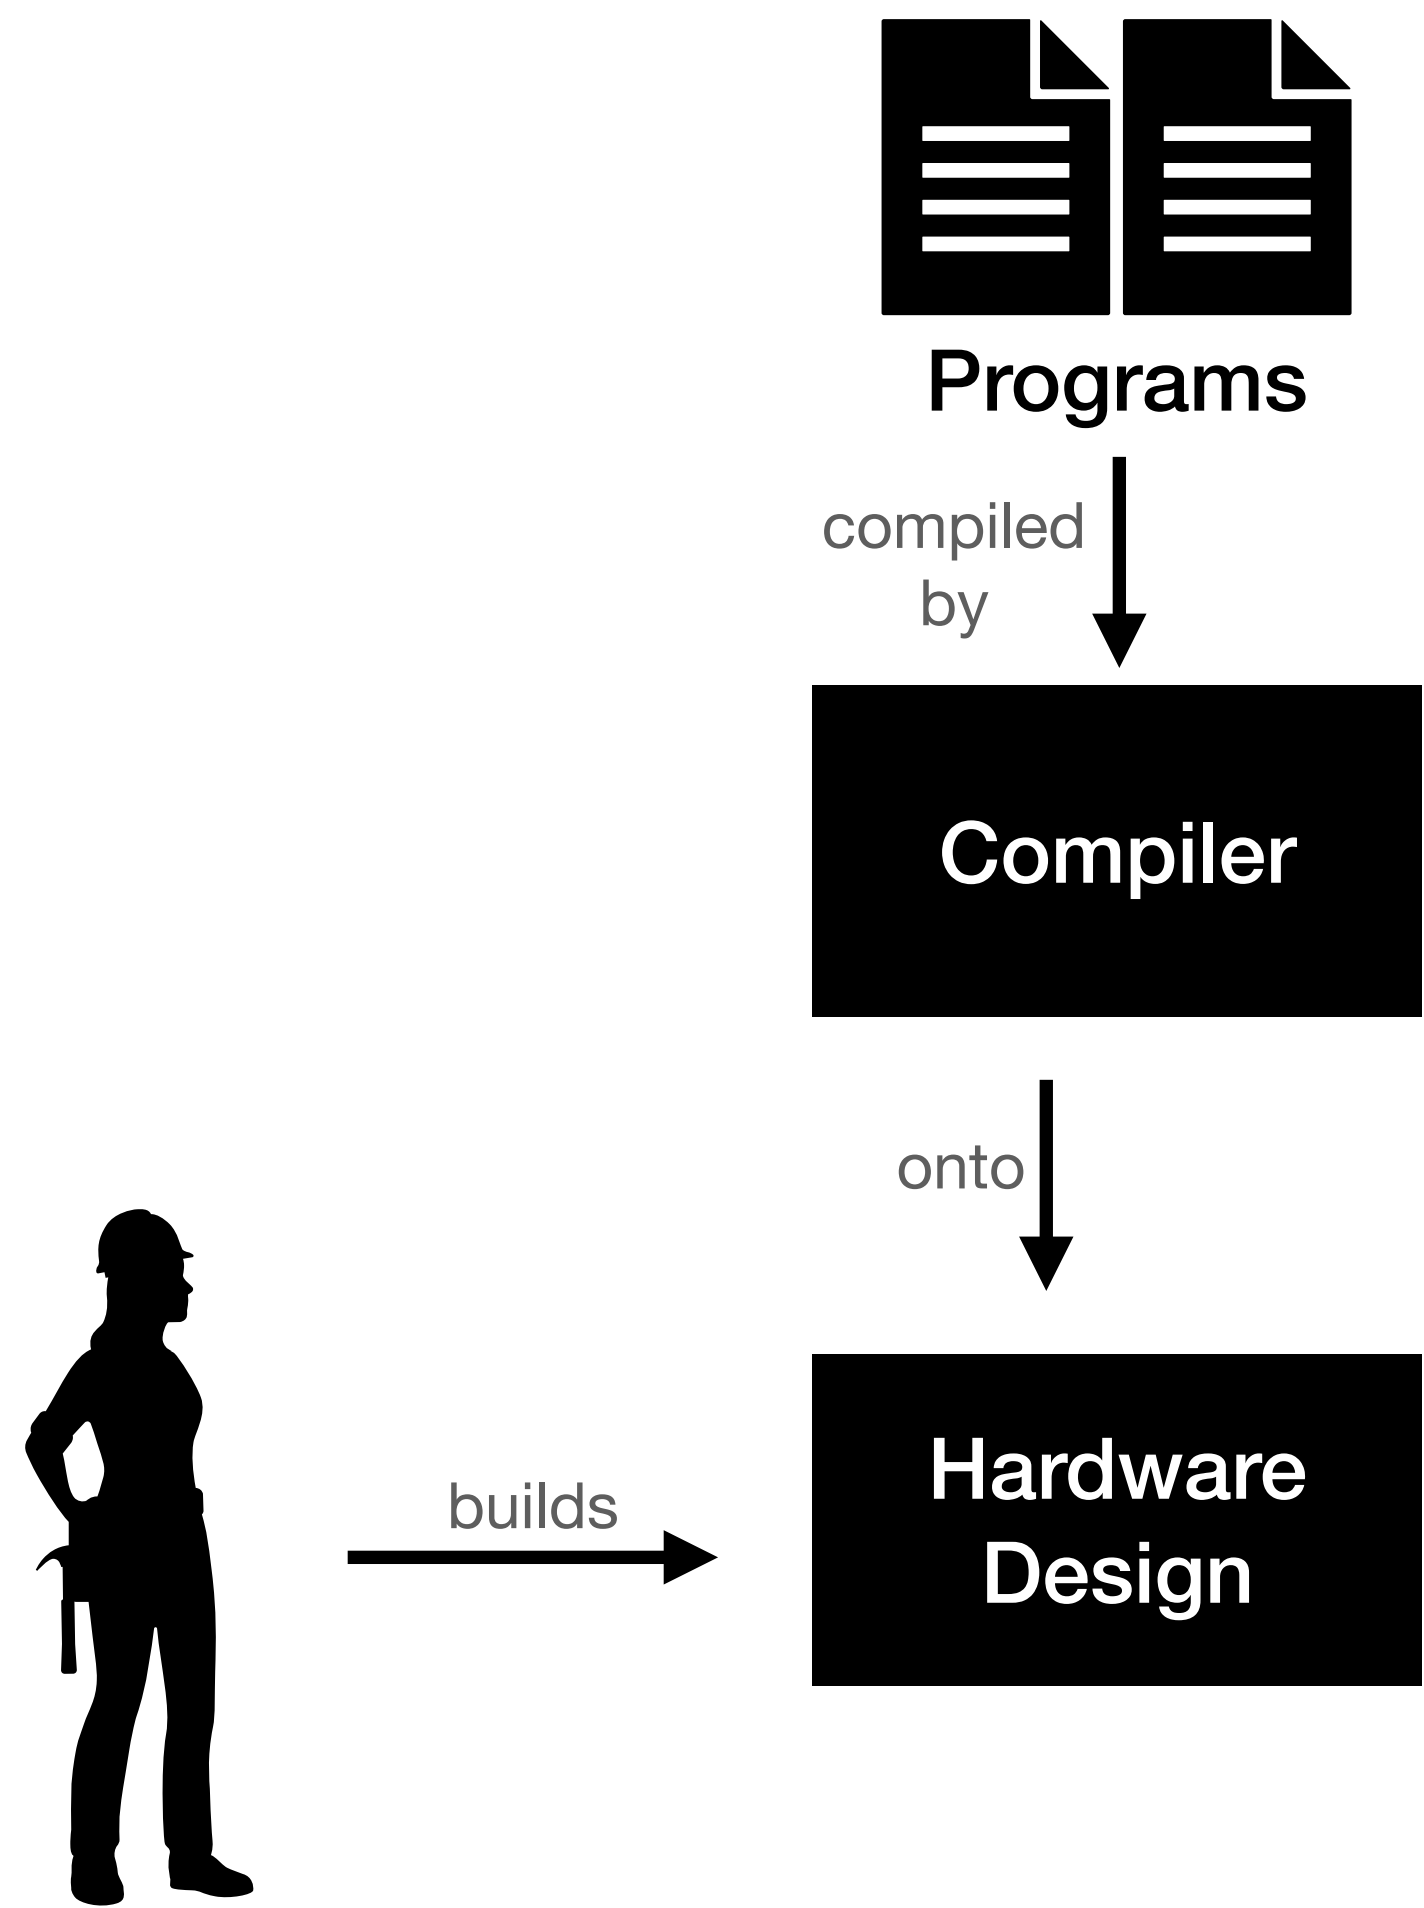 Programs
compiled
by
Compiler
onto
builds
Hardware
Design